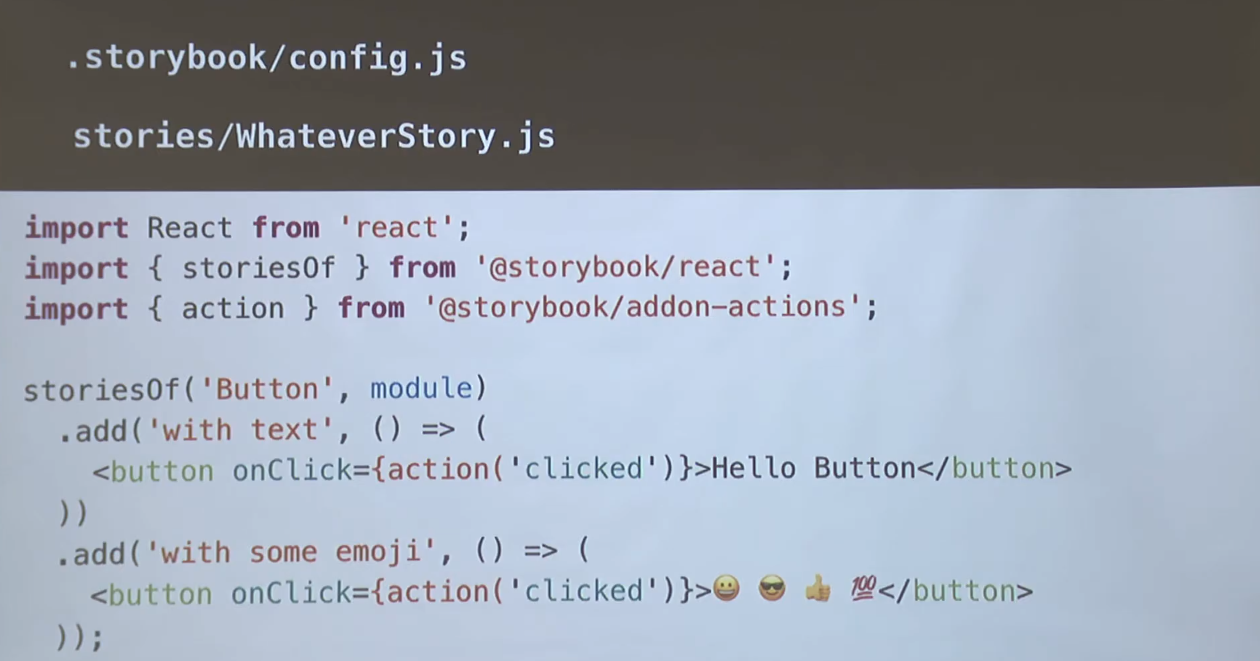 .storybook/config.js
stories/WhateverStory.js
import React from 'react';
import { storiesOf } from '@storybook/react';
import { action } from '@storybook/addon-actions';
storiesOf('Button', module)
  .add('with text', () => (
    <button onClick={action('clicked')}>Hello Button</button>
  ))
  .add('with some emoji', () => (
    <button onClick={action('clicked')}>😀 😎 👍 💯</button>
  ));